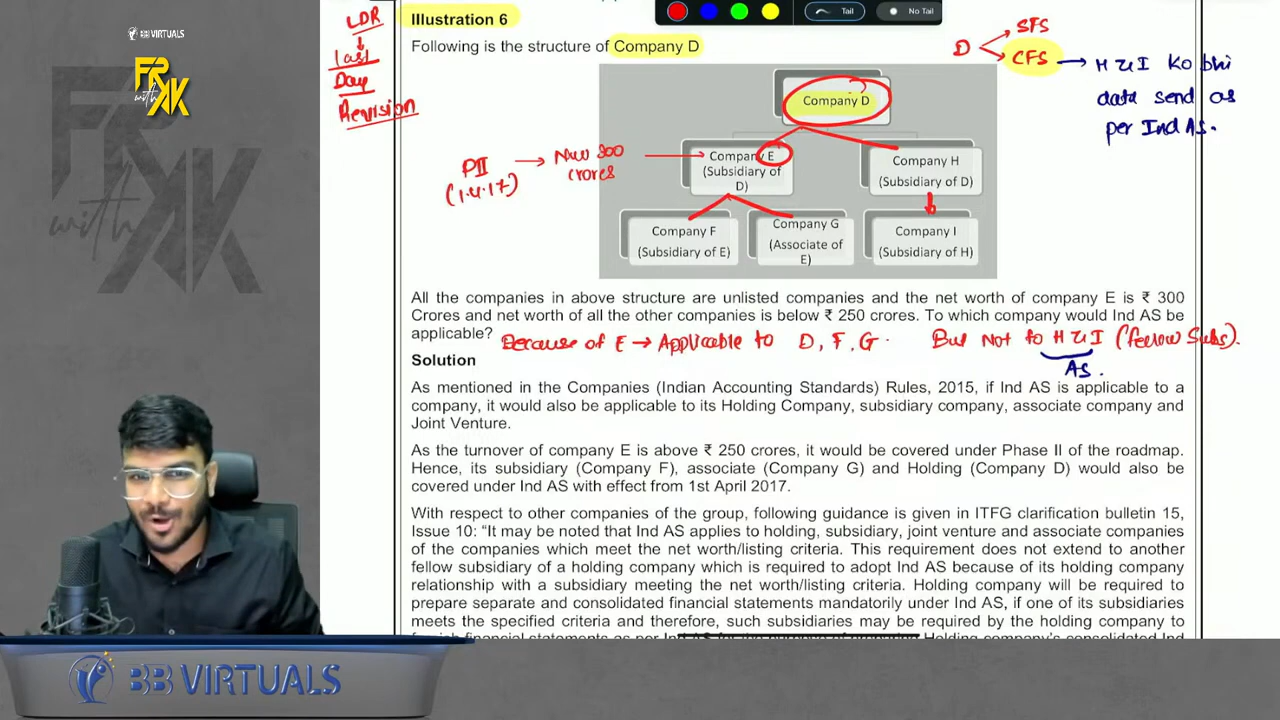 BB VIRTUALS
FR
with
AK
FR
with
AK
LDR
Last
Day
Revision
Tail
No Tail
Illustration 6
Following is the structure of Company D
D
SFS
CFS
H & I Ko bhi
data send as
per Ind AS.
Company D
PII
(1.4.17)
NW 300
crores
Company E
(Subsidiary of
D)
Company H
(Subsidiary of D)
Company F
(Subsidiary of E)
Company G
(Associate of
E)
Company I
(Subsidiary of H)
All the companies in above structure are unlisted companies and the net worth of company E is ₹ 300
Crores and net worth of all the other companies is below ₹ 250 crores. To which company would Ind AS be
applicable?
Because of E → Applicable to D, F, G. But Not to H & I (fellow Subs).
AS.
Solution
As mentioned in the Companies (Indian Accounting Standards) Rules, 2015, if Ind AS is applicable to a
company, it would also be applicable to its Holding Company, subsidiary company, associate company and
Joint Venture.
As the turnover of company E is above ₹ 250 crores, it would be covered under Phase II of the roadmap.
Hence, its subsidiary (Company F), associate (Company G) and Holding (Company D) would also be
covered under Ind AS with effect from 1st April 2017.
With respect to other companies of the group, following guidance is given in ITFG clarification bulletin 15,
Issue 10: “It may be noted that Ind AS applies to holding, subsidiary, joint venture and associate companies
of the companies which meet the net worth/listing criteria. This requirement does not extend to another
fellow subsidiary of a holding company which is required to adopt Ind AS because of its holding company
relationship with a subsidiary meeting the net worth/listing criteria. Holding company will be required to
prepare separate and consolidated financial statements mandatorily under Ind AS, if one of its subsidiaries
meets the specified criteria and therefore, such subsidiaries may be required by the holding company to
financial statements as per Holding company's consolidated Ind
BB VIRTUALS